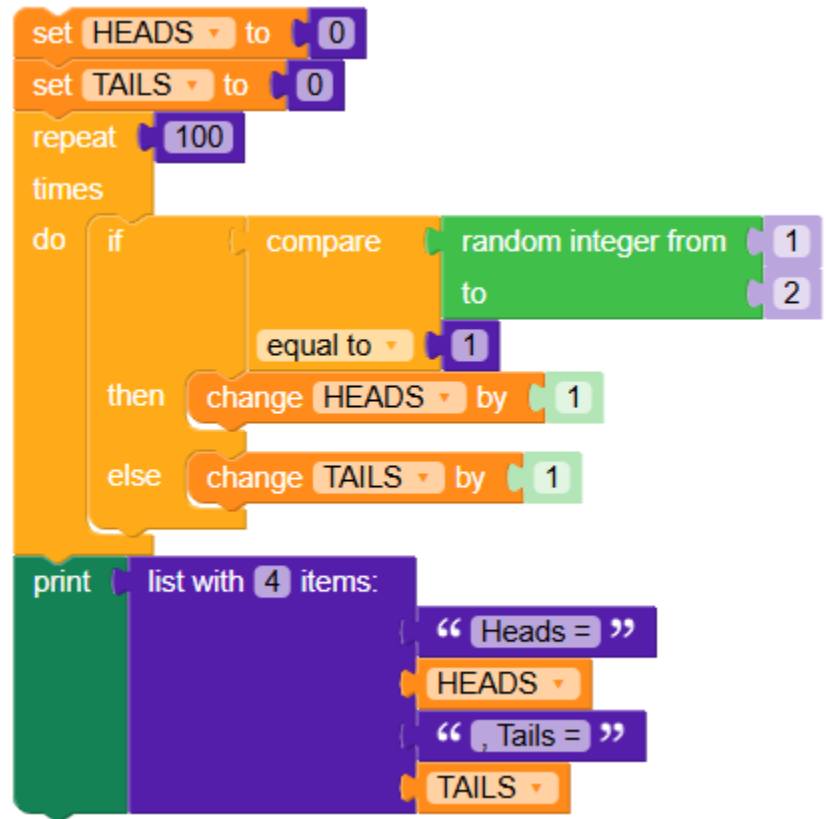 set HEADS to 0
set TAILS to 0
repeat 100
times
do if compare random integer from 1
to 2
equal to 1
then change HEADS by 1
else change TAILS by 1
print list with 4 items:
“ Heads = ”
HEADS
“ , Tails = ”
TAILS